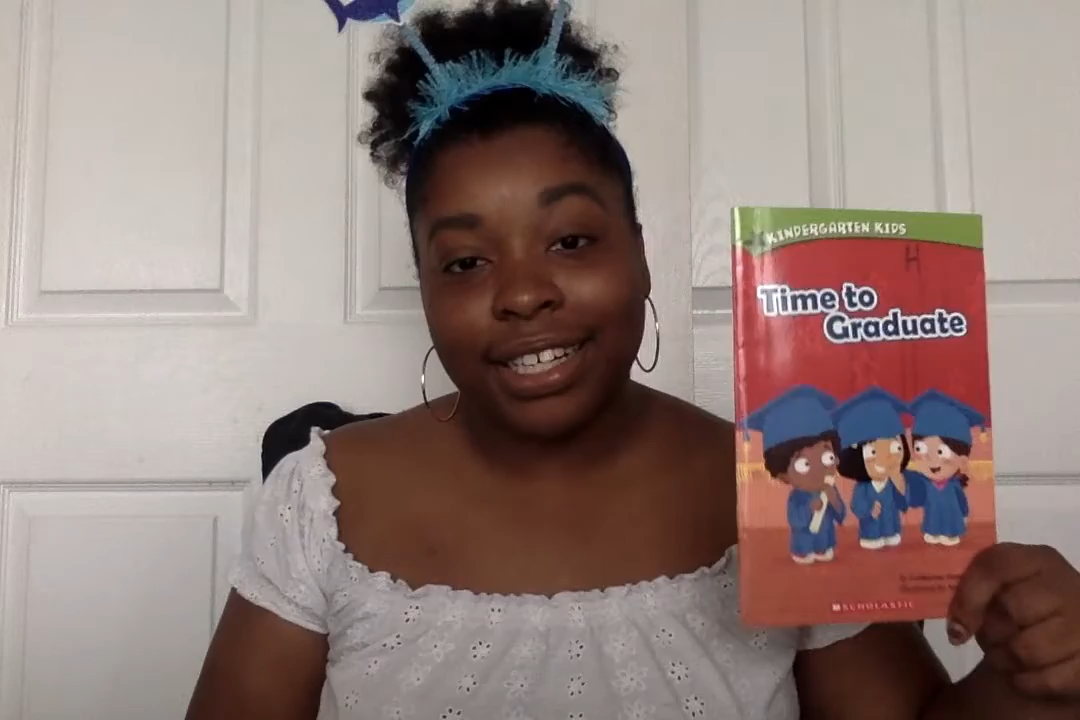 KINDERGARTEN KIDS
H
Time to
Graduate
SCHOLASTIC